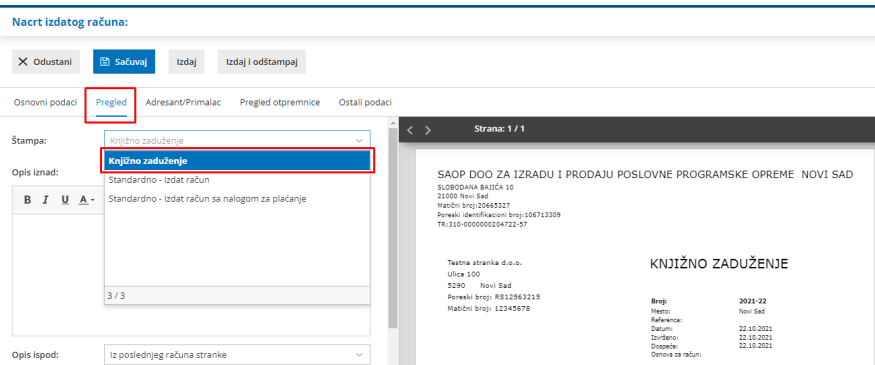 Nacrt izdatog računa:
Odustani
Sačuvaj
Izdaj
Izdaj i odštampaj
Osnovni podaci
Pregled
Adresant/Primalac
Pregled otpremnice
Ostali podaci
Štampa:
Knjižno zaduženje
Knjižno zaduženje
Standardno - Izdat račun
Standardno - Izdat račun sa nalogom za plaćanje
3 / 3
Opis iznad:
B I U A
Opis ispod:
Iz poslednjeg računa stranke
Strana: 1 / 1
SAOP DOO ZA IZRADU I PRODAJU POSLOVNE PROGRAMSKE OPREME NOVI SAD
SLOBODANA BAJIĆA 10
21000 Novi Sad
Matični broj:20665327
Poreski identifikacioni broj:106713309
TR:310-0000000204722-57
Testna stranka d.o.o.
Ulica 100
5290 Novi Sad
Poreski broj: RS12563215
Matični broj: 12345678
KNJIŽNO ZADUŽENJE
Broj: 2021-22
Mesto: Novi Sad
Referenca:
Datum: 22.10.2021
Izvršeno: 22.10.2021
Dospeće: 22.10.2021
Osnova za račun: